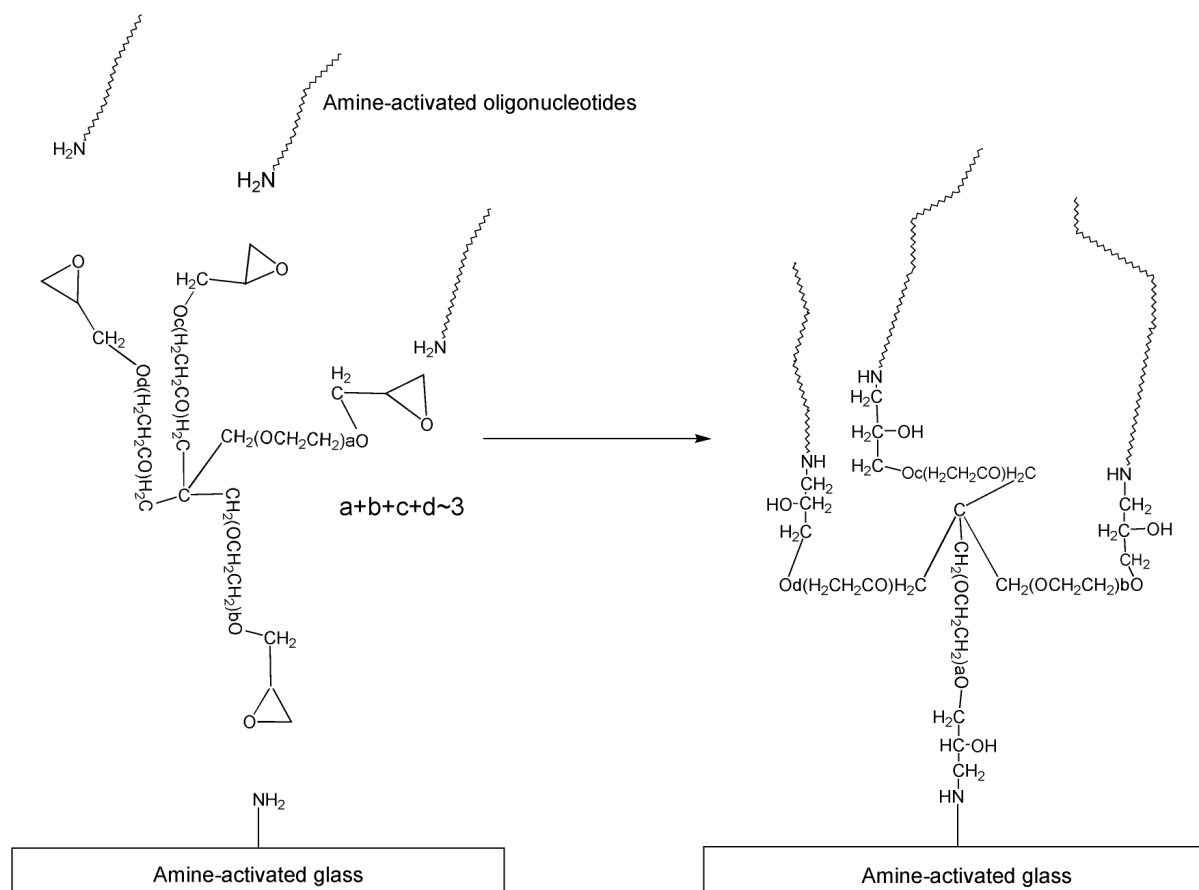 Amine-activated oligonucleotides
H₂N
H₂N
H₂N
O
H₂C
O
CH₂
Oc(H₂CH₂CO)H₂C
Od(H₂CH₂CO)H₂C
H₂
C
O
CH₂(OCH₂CH₂)aO
C
CH₂(OCH₂CH₂)bO
a+b+c+d~3
CH₂
O
NH₂
Amine-activated glass
HN
H₂C
H₂C-OH
H₂C
Oc(H₂CH₂CO)H₂C
NH
CH₂
HO-CH₂
H₂C
Od(H₂CH₂CO)H₂C
C
HN
CH₂
H₂C-OH
CH₂
CH₂(OCH₂CH₂)bO
CH₂(OCH₂CH₂)aO
H₂C
HC-OH
CH₂
HN
Amine-activated glass